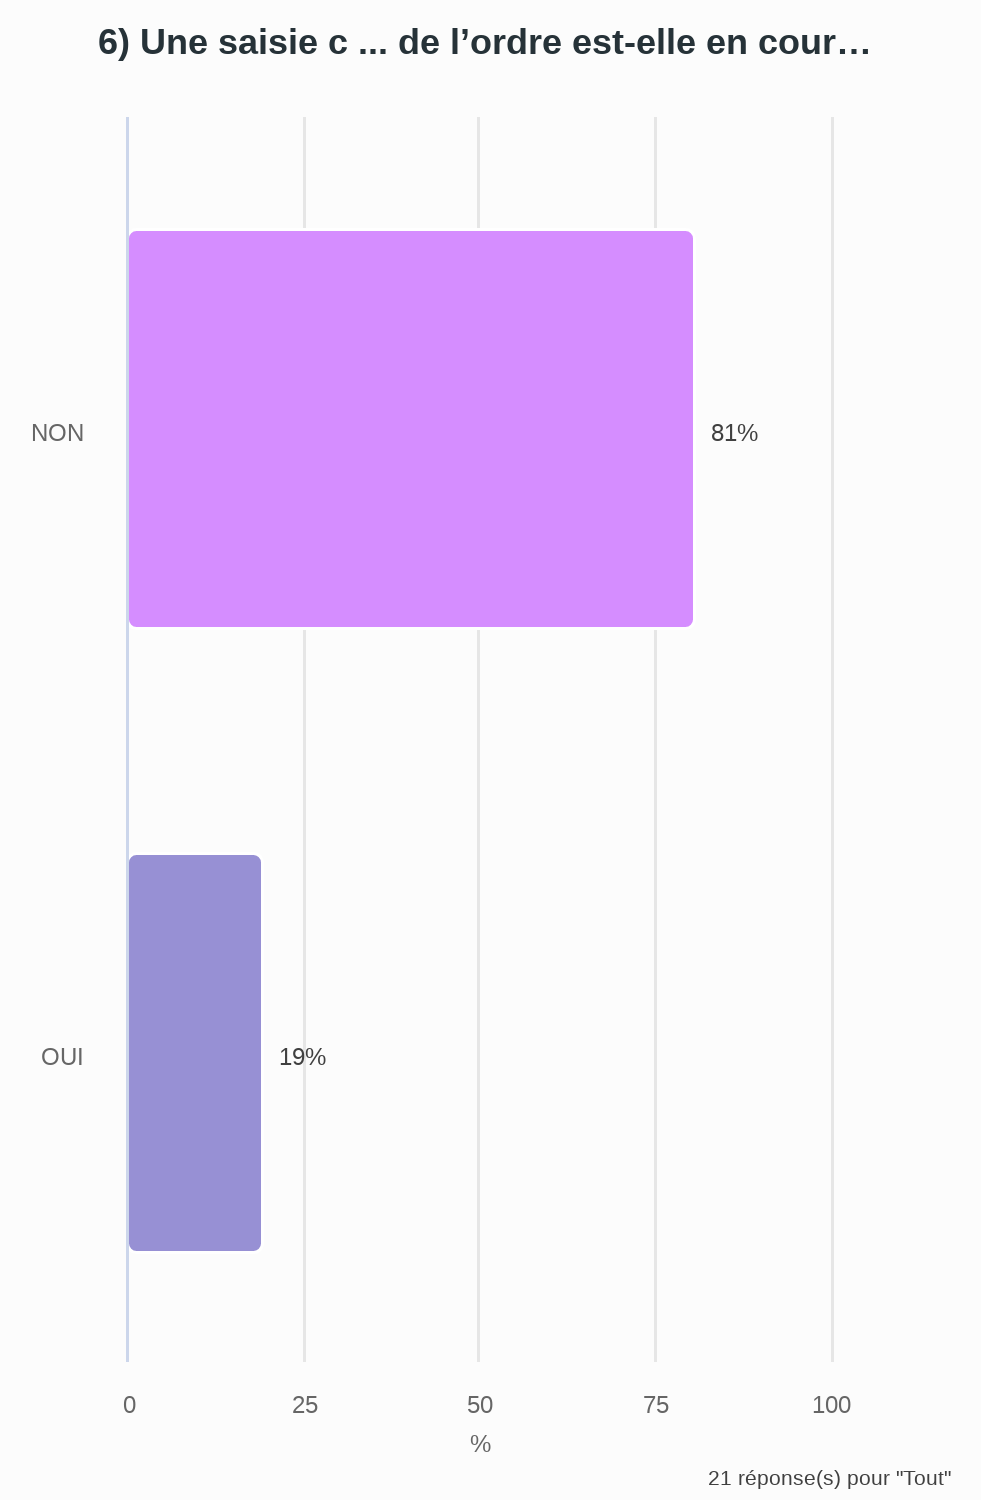 6) Une saisie c ... de l’ordre est-elle en cour…
NON
81%
OUI
19%
0 25 50 75 100
%
21 réponse(s) pour "Tout"